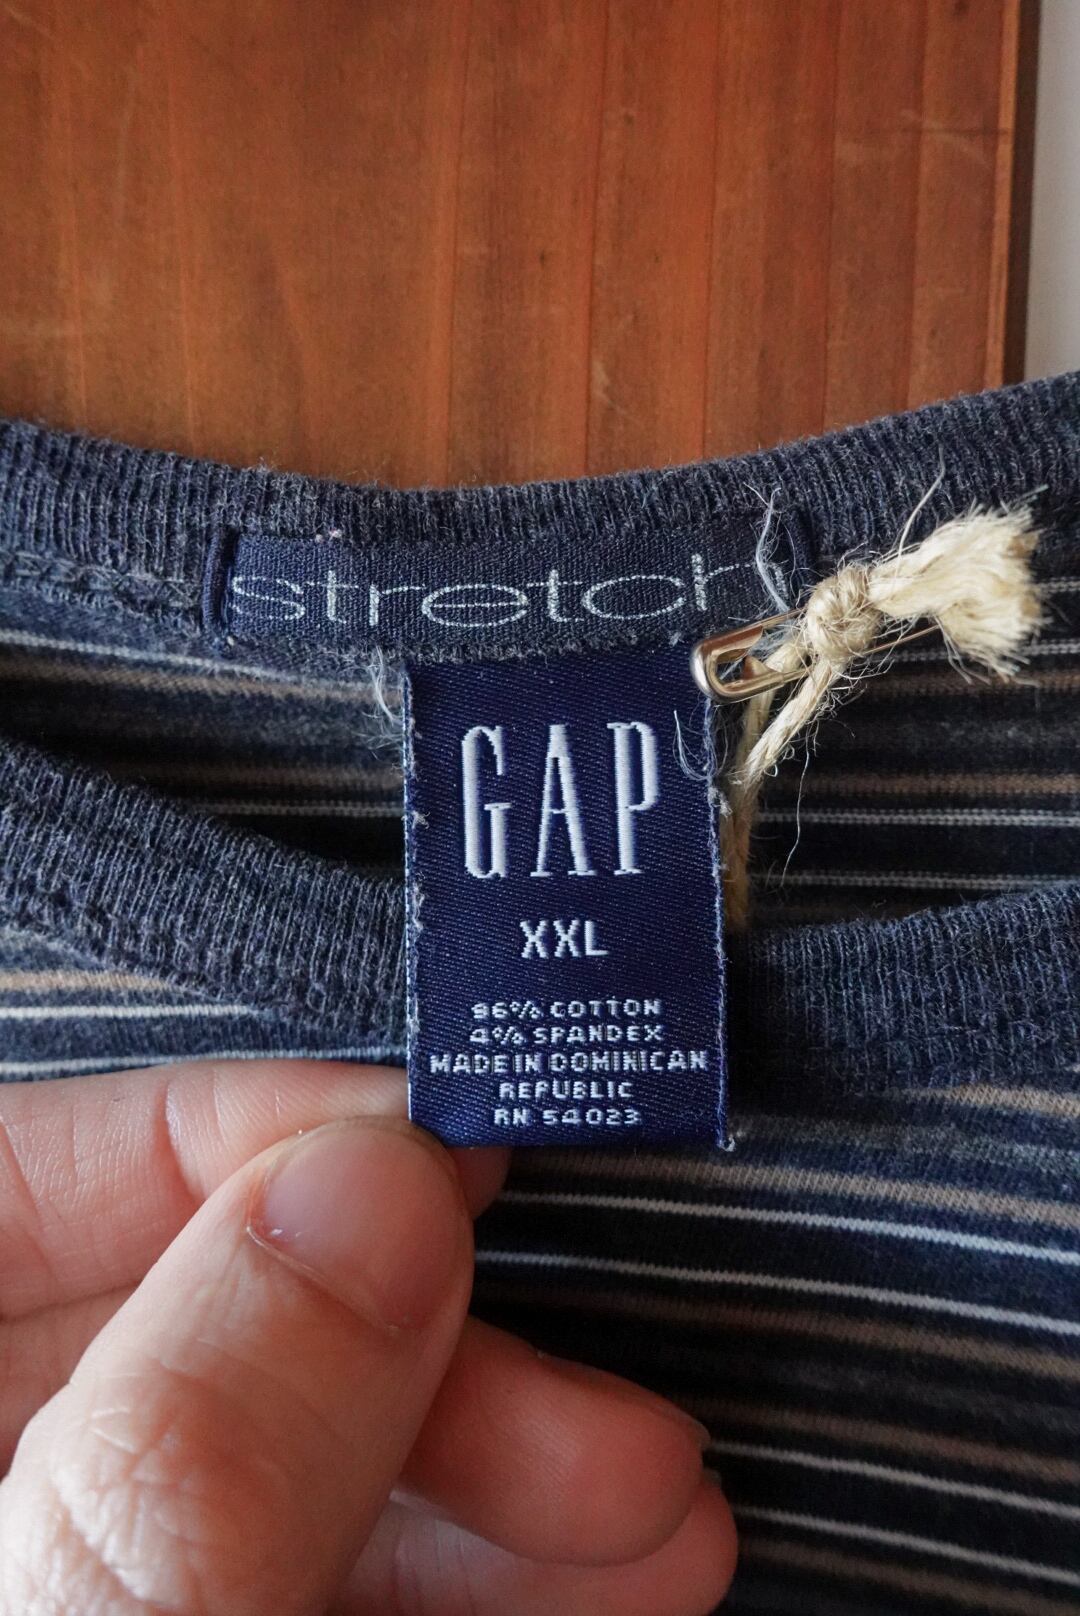 stretch
GAP
XXL
96% COTTON
4% SPANDEX
MADE IN DOMINICAN
REPUBLIC
RN 54023